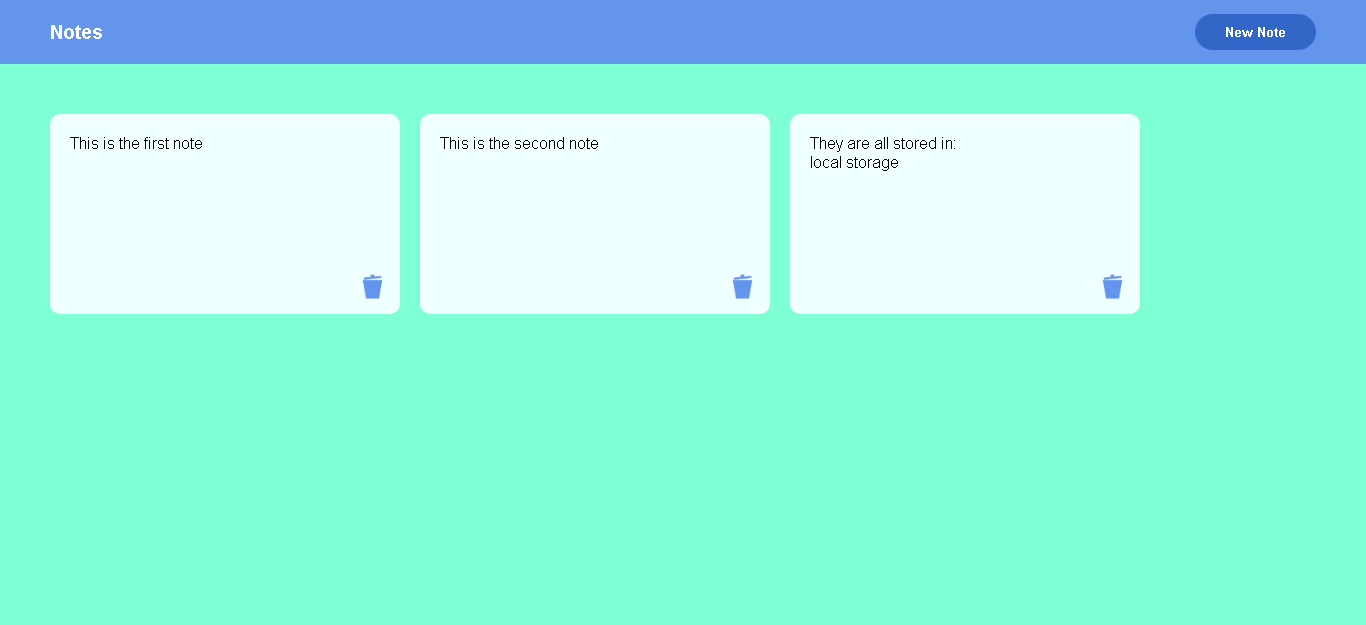 Notes
New Note
This is the first note
This is the second note
They are all stored in:
local storage